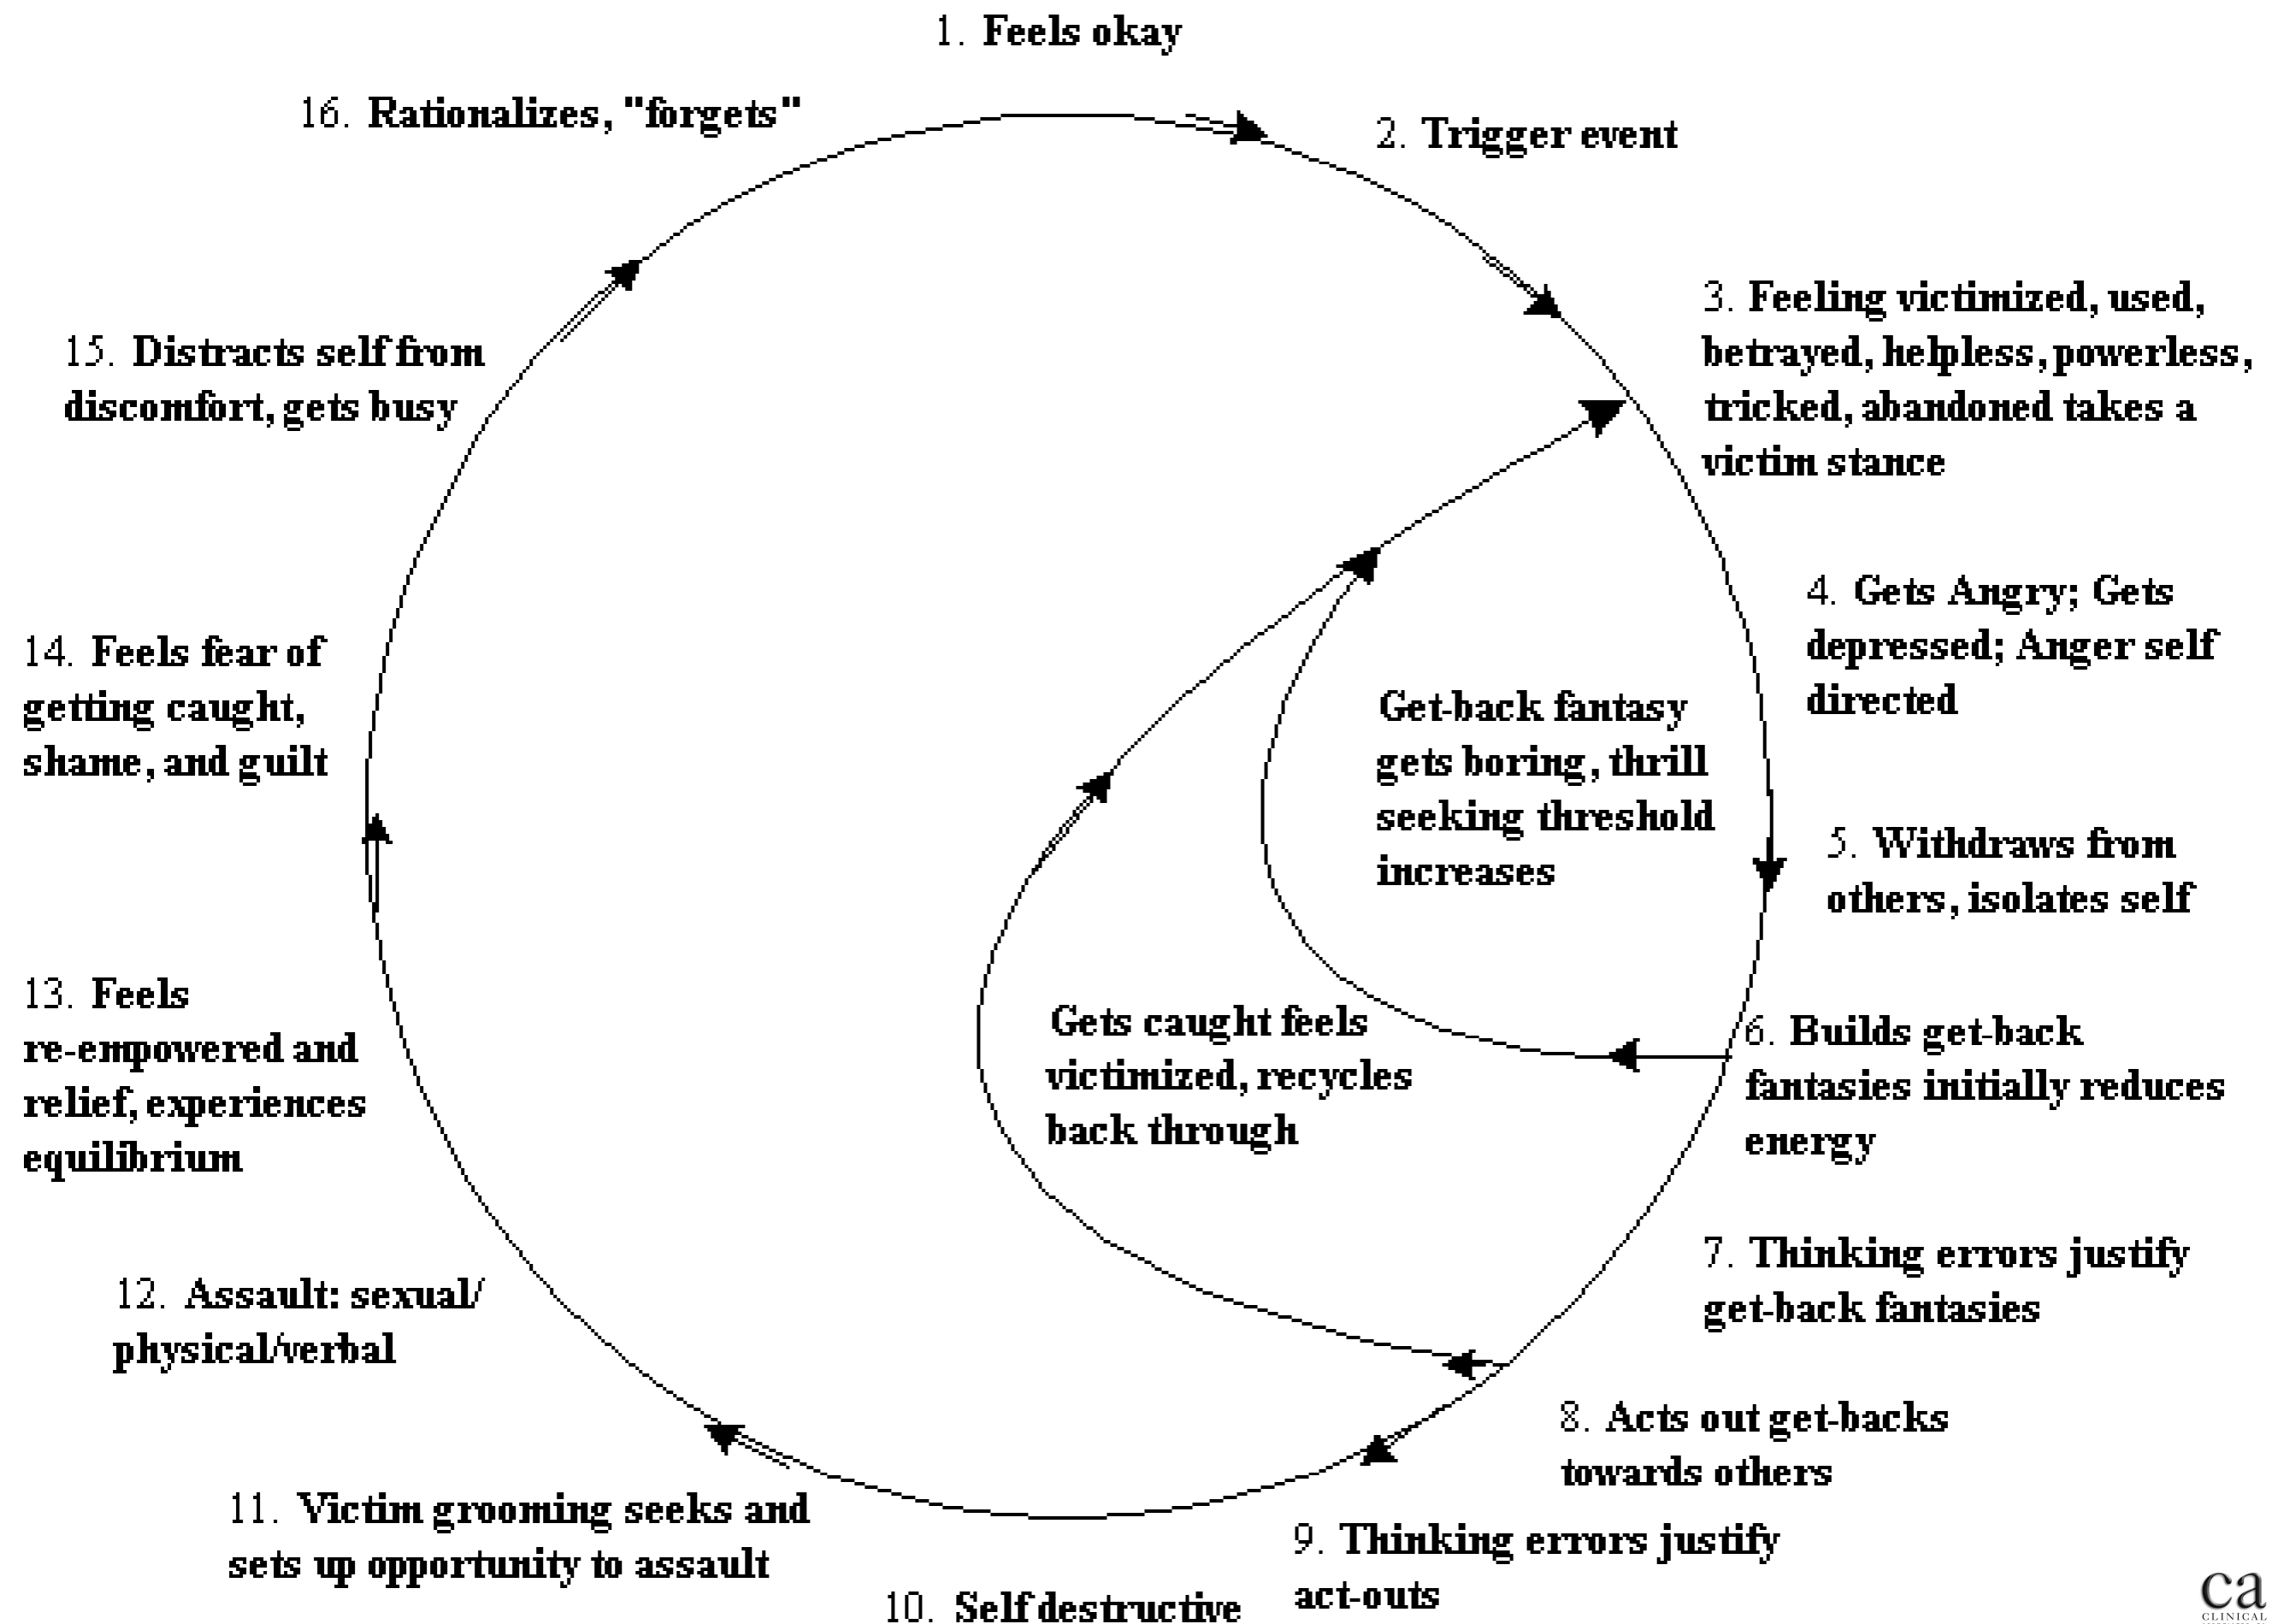 1. Feels okay
2. Trigger event
3. Feeling victimized, used,
betrayed, helpless, powerless,
tricked, abandoned takes a
victim stance
4. Gets Angry; Gets
depressed; Anger self
directed
5. Withdraws from
others, isolates self
6. Builds get-back
fantasies initially reduces
energy
7. Thinking errors justify
get-back fantasies
8. Acts out get-backs
towards others
9. Thinking errors justify
act-outs
10. Self destructive
11. Victim grooming seeks and
sets up opportunity to assault
12. Assault: sexual/
physical/verbal
13. Feels
re-empowered and
relief, experiences
equilibrium
14. Feels fear of
getting caught,
shame, and guilt
15. Distracts self from
discomfort, gets busy
16. Rationalizes, "forgets"
Get-back fantasy
gets boring, thrill
seeking threshold
increases
Gets caught feels
victimized, recycles
back through
ca
CLINICAL